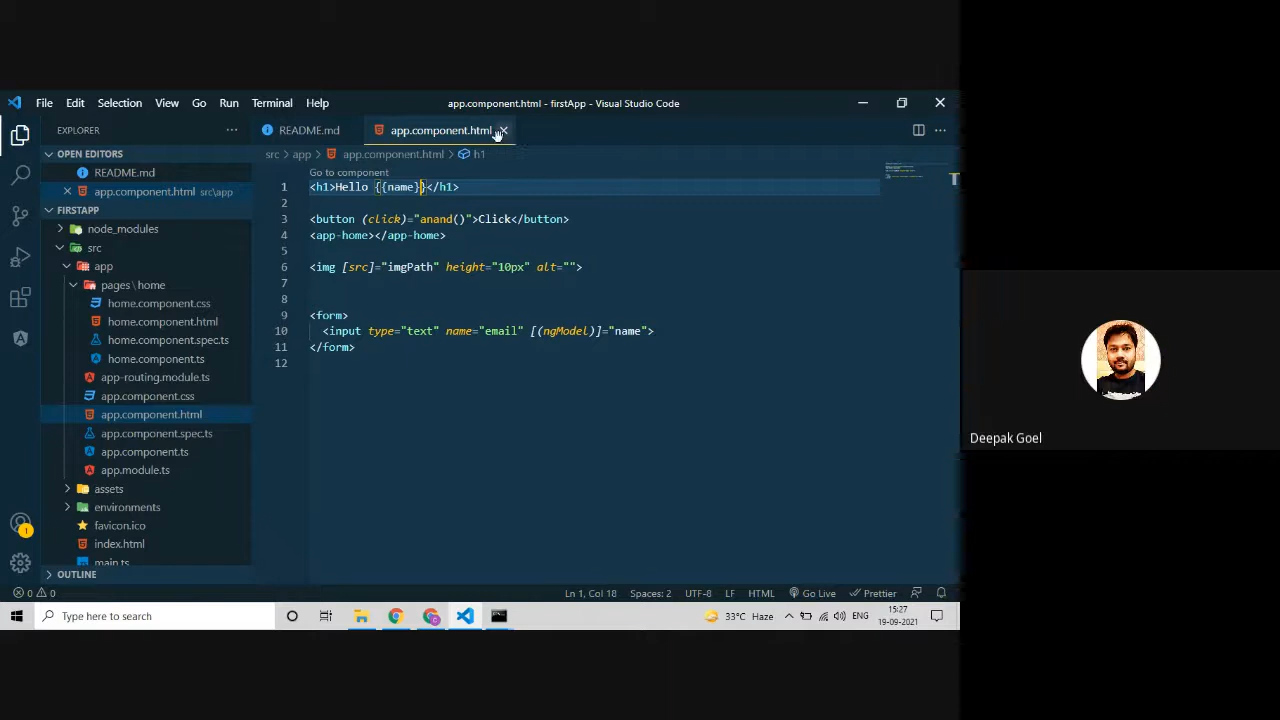 File Edit Selection View Go Run Terminal Help
app.component.html - firstApp - Visual Studio Code
EXPLORER
README.md
app.component.html
OPEN EDITORS
README.md
app.component.html src\app
FIRSTAPP
node_modules
src
app
pages\home
home.component.css
home.component.html
home.component.spec.ts
home.component.ts
app-routing.module.ts
app.component.css
app.component.html
app.component.spec.ts
app.component.ts
app.module.ts
assets
environments
favicon.ico
index.html
main.ts
OUTLINE
src > app > app.component.html > h1
Go to component
1 <h1>Hello {{name}}</h1>
2
3 <button (click)="anand()">Click</button>
4 <app-home></app-home>
5
6 <img [src]="imgPath" height="10px" alt="">
7
8
9 <form>
10 <input type="text" name="email" [(ngModel)]="name">
11 </form>
12
0 0
Ln 1, Col 18 Spaces: 2 UTF-8 LF HTML Go Live Prettier
1
Type here to search
33°C Haze
ENG
15:27
19-09-2021
Deepak Goel